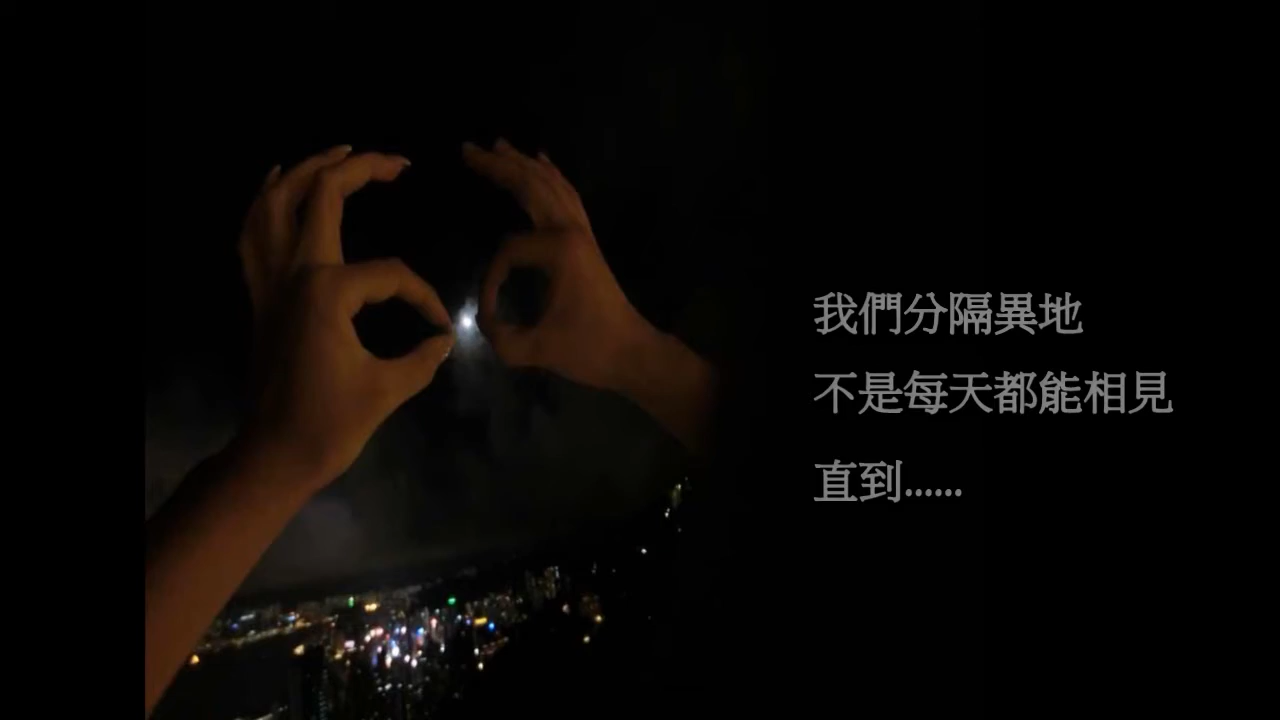 我們分隔異地
不是每天都能相見
直到......